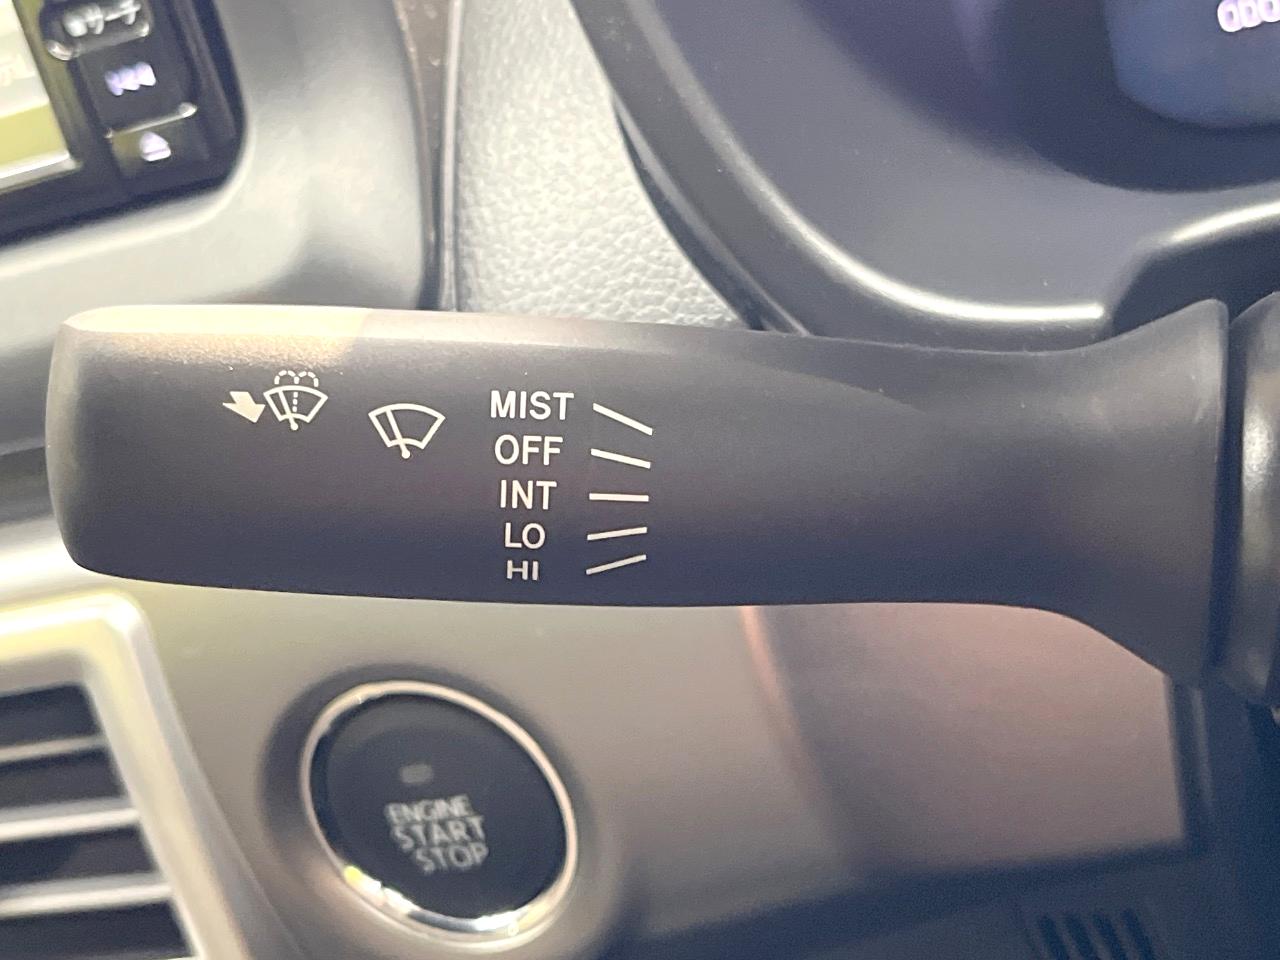 MIST
OFF
INT
LO
HI
ENGINE
START
STOP